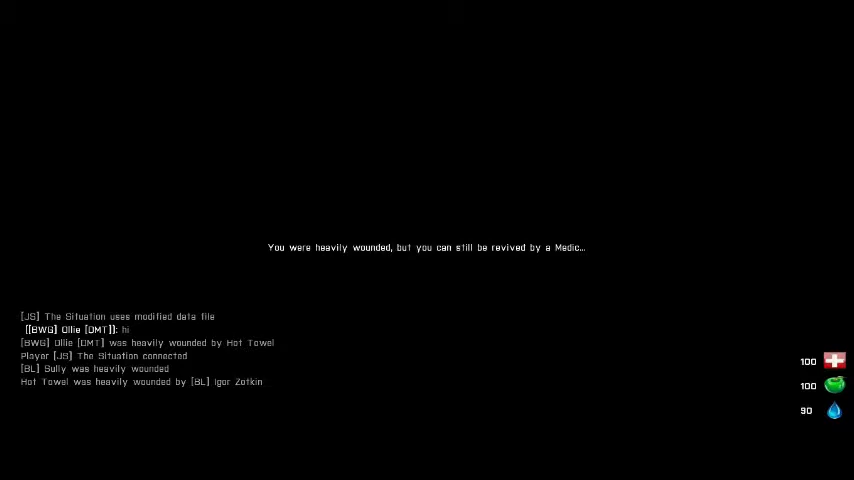 You were heavily wounded, but you can still be revived by a Medic...
[JS] The Situation uses modified data file
[[BWG] Ollie [DMT]]: hi
[BWG] Ollie [DMT] was heavily wounded by Hot Towel
Player [JS] The Situation connected
[BL] Sully was heavily wounded
Hot Towel was heavily wounded by [BL] Igor Zotkin
100
100
90